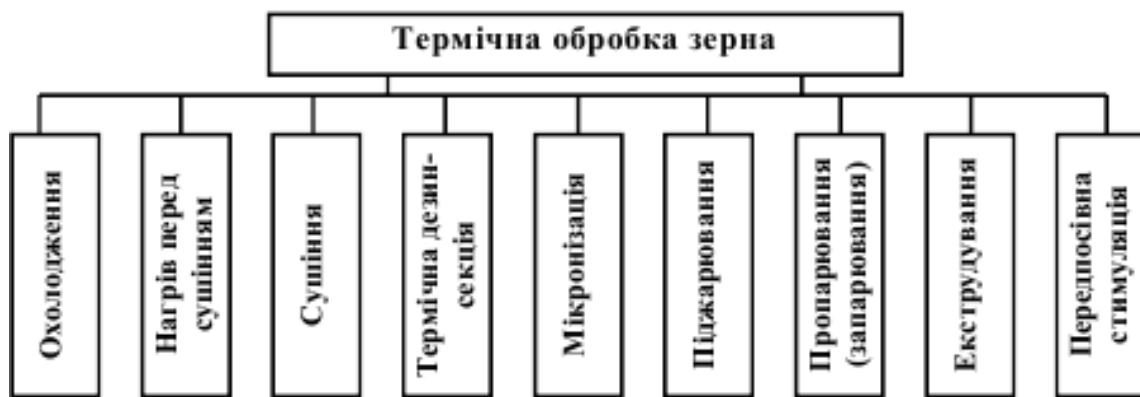 Термічна обробка зерна
Охолодження
Нагрів перед
сушінням
Сушіння
Термічна дезин-
секція
Мікронізація
Піджарювання
Пропарювання
(запарювання)
Екструдування
Передпосівна
стимуляція